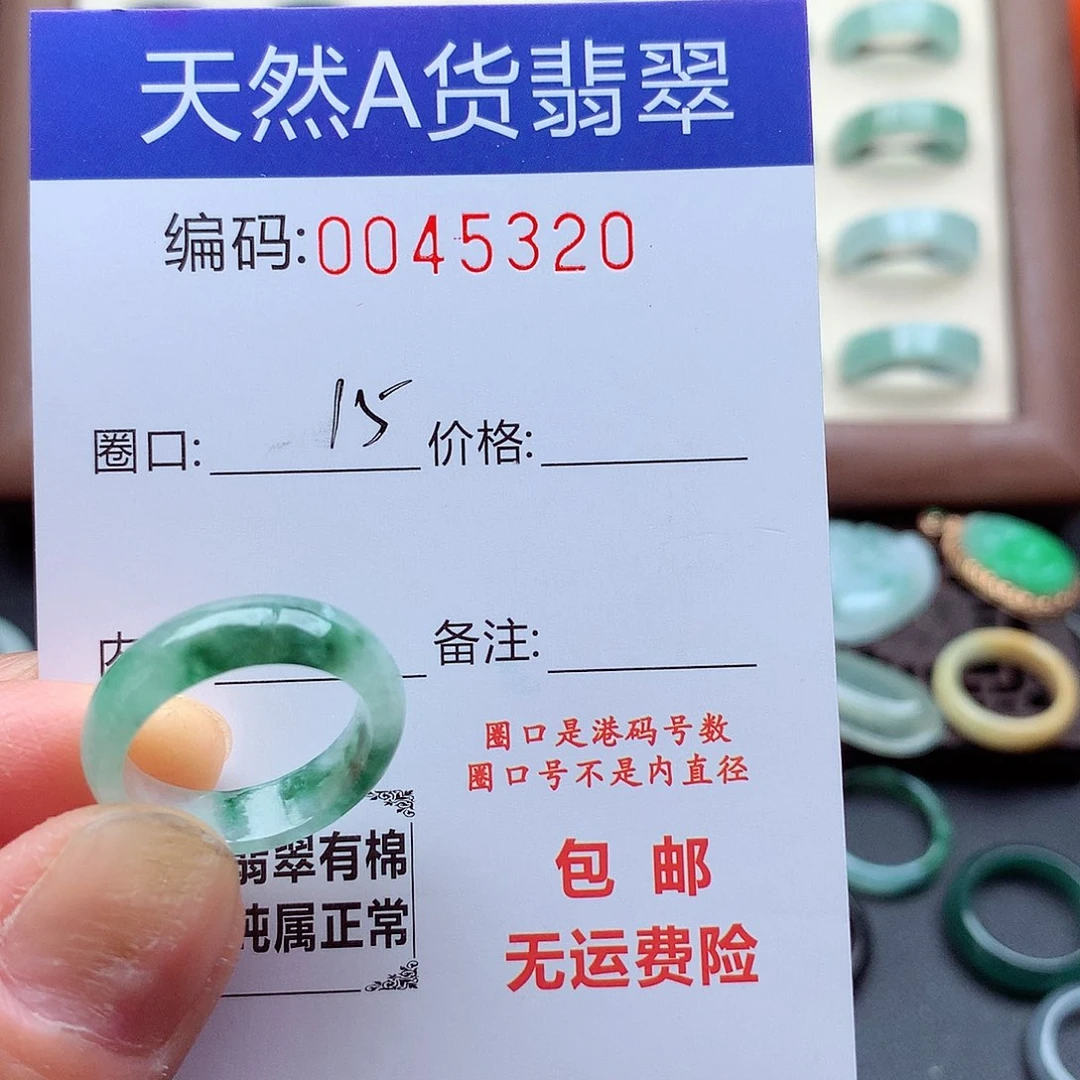 天然A货翡翠
编码:0045320
圈口: 15 价格:
内 备注:
圈口是港码号数
圈口号不是内直径
翡翠有棉
纯属正常
包 邮
无运费险